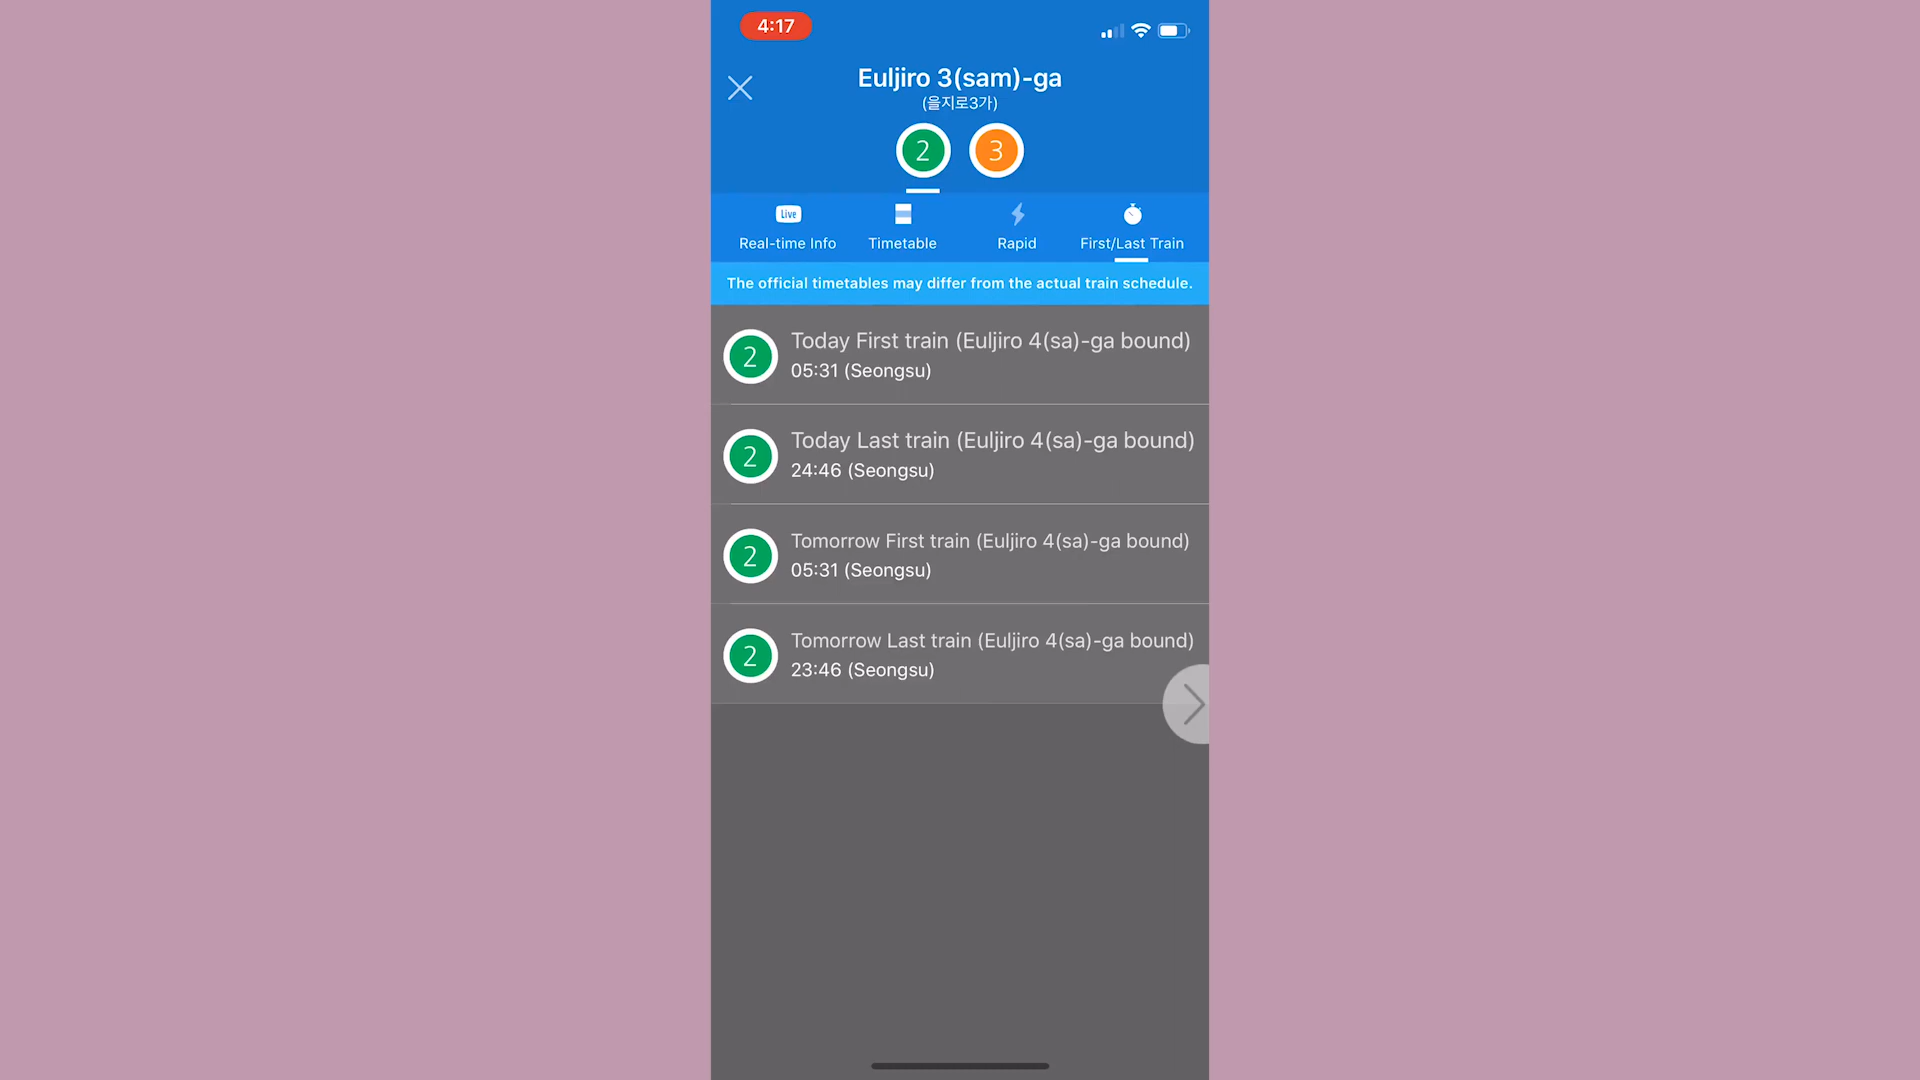 4:17
Euljiro 3(sam)-ga
(을지로3가)
2 3
Live
Real-time Info Timetable Rapid First/Last Train
The official timetables may differ from the actual train schedule.
2 Today First train (Euljiro 4(sa)-ga bound)
05:31 (Seongsu)
2 Today Last train (Euljiro 4(sa)-ga bound)
24:46 (Seongsu)
2 Tomorrow First train (Euljiro 4(sa)-ga bound)
05:31 (Seongsu)
2 Tomorrow Last train (Euljiro 4(sa)-ga bound)
23:46 (Seongsu)